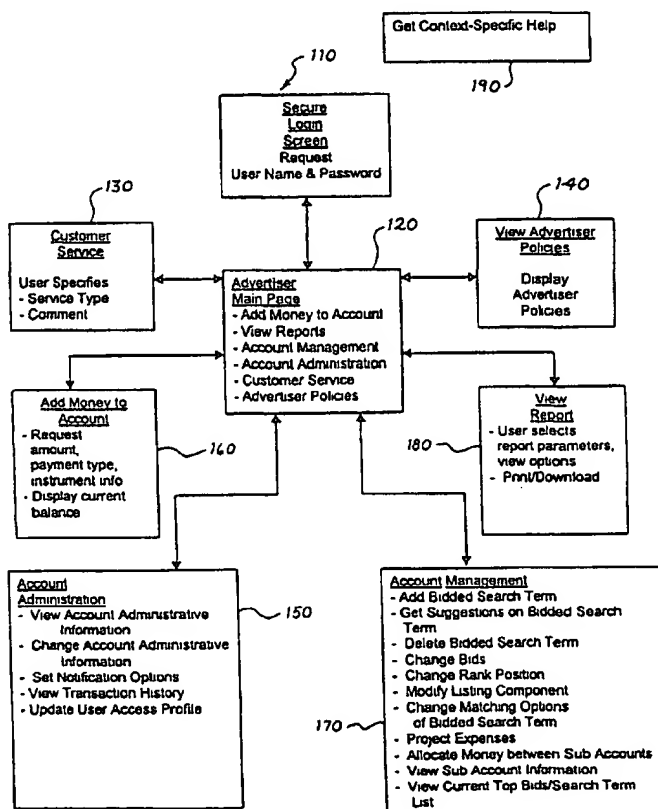 Get Context-Specific Help
190
110
Secure
Login
Screen
Request
User Name & Password
130
Customer
Service
User Specifies
- Service Type
- Comment
120
Advertiser
Main Page
- Add Money to Account
- View Reports
- Account Management
- Account Administration
- Customer Service
- Advertiser Policies
140
View Advertiser
Policies
Display
Advertiser
Policies
Add Money to
Account
- Request
amount,
payment type,
instrument info
- Display current
balance
160
180
View
Report
- User selects
report parameters,
view options
- Print/Download
Account
Administration
- View Account Administrative
Information
- Change Account Administrative
Information
- Set Notification Options
- View Transaction History
- Update User Access Profile
150
170
Account Management
- Add Bidded Search Term
- Get Suggestions on Bidded Search
Term
- Delete Bidded Search Term
- Change Bids
- Change Rank Position
- Modify Listing Component
- Change Matching Options
of Bidded Search Term
- Project Expenses
- Allocate Money between Sub Accounts
- View Sub Account Information
- View Current Top Bids/Search Term
List